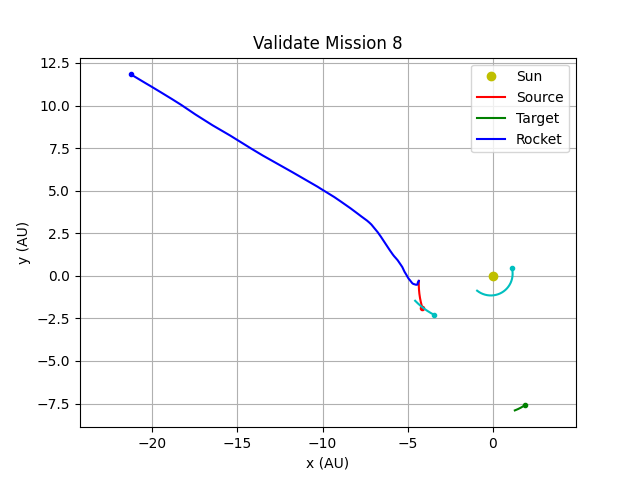 Validate Mission 8
12.5
10.0
7.5
5.0
2.5
0.0
−2.5
−5.0
−7.5
y (AU)
Sun
Source
Target
Rocket
−20
−15
−10
−5
0
x (AU)